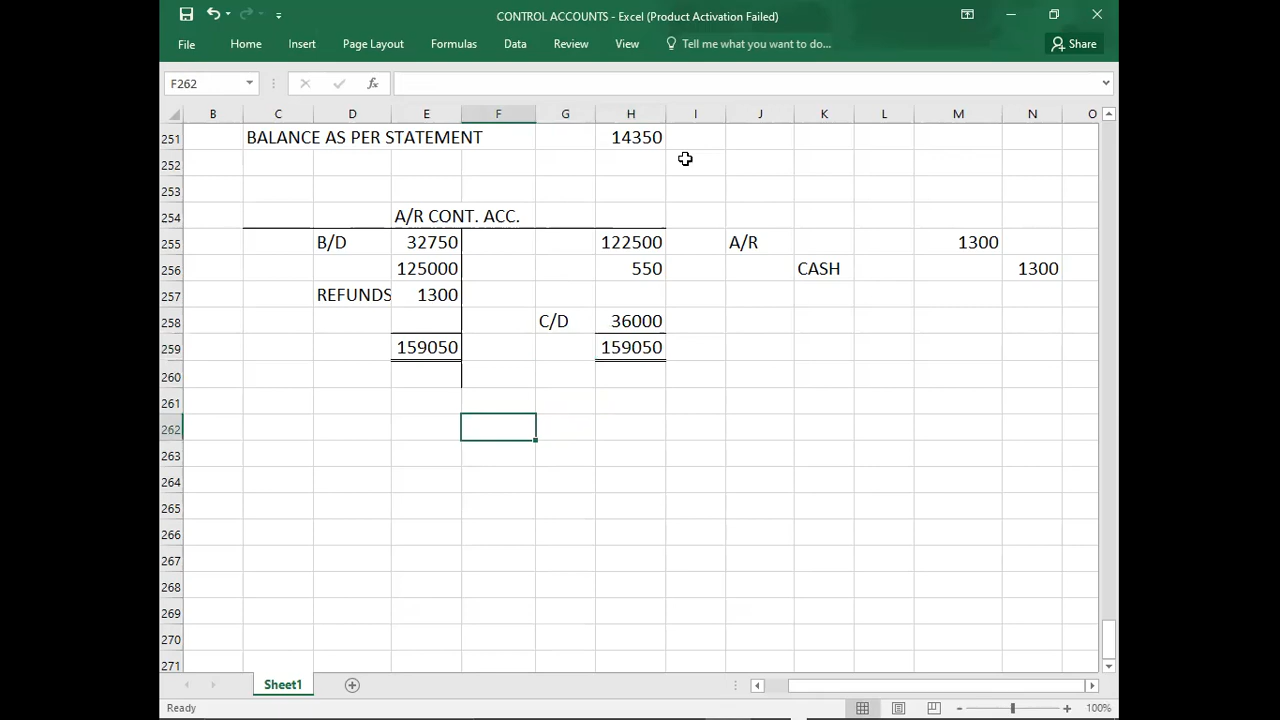 CONTROL ACCOUNTS - Excel (Product Activation Failed)
File Home Insert Page Layout Formulas Data Review View Tell me what you want to do... Share
F262 fx
B C D E F G H I J K L M N O
251 BALANCE AS PER STATEMENT 14350
252
253
254 A/R CONT. ACC.
255 B/D 32750 122500 A/R 1300
256 125000 550 CASH 1300
257 REFUNDS 1300
258 C/D 36000
259 159050 159050
260
261
262
263
264
265
266
267
268
269
270
271
Sheet1
Ready 100%